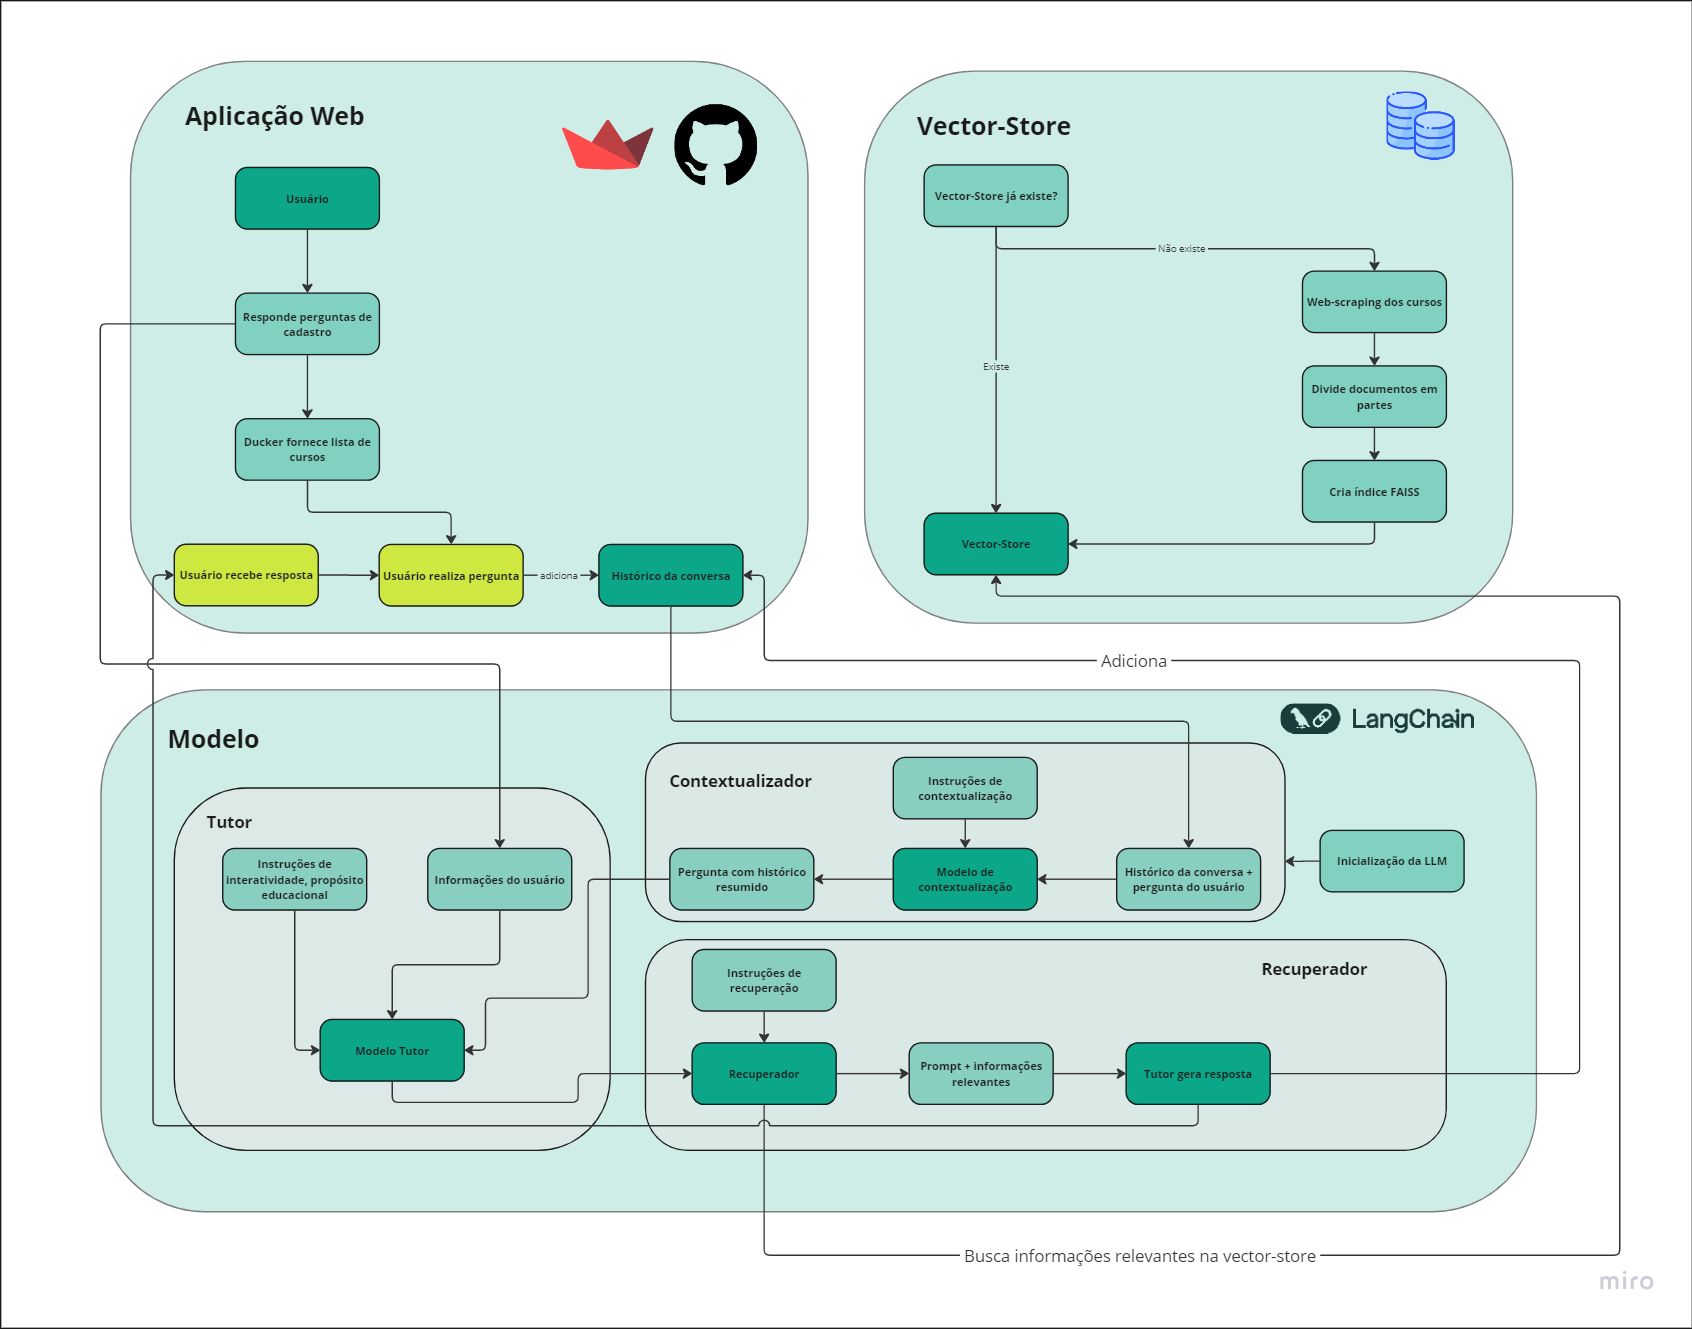 Aplicação Web
Usuário
Responde perguntas de
cadastro
Ducker fornece lista de
cursos
Usuário recebe resposta
Usuário realiza pergunta
adiciona
Histórico da conversa
Vector-Store
Vector-Store já existe?
Não existe
Web-scraping dos cursos
Existe
Divide documentos em
partes
Cria índice FAISS
Vector-Store
Adiciona
Modelo
LangChain
Tutor
Instruções de
interatividade, propósito
educacional
Informações do usuário
Modelo Tutor
Contextualizador
Instruções de
contextualização
Pergunta com histórico
resumido
Modelo de
contextualização
Histórico da conversa +
pergunta do usuário
Inicialização da LLM
Recuperador
Instruções de
recuperação
Recuperador
Prompt + informações
relevantes
Tutor gera resposta
Busca informações relevantes na vector-store
miro